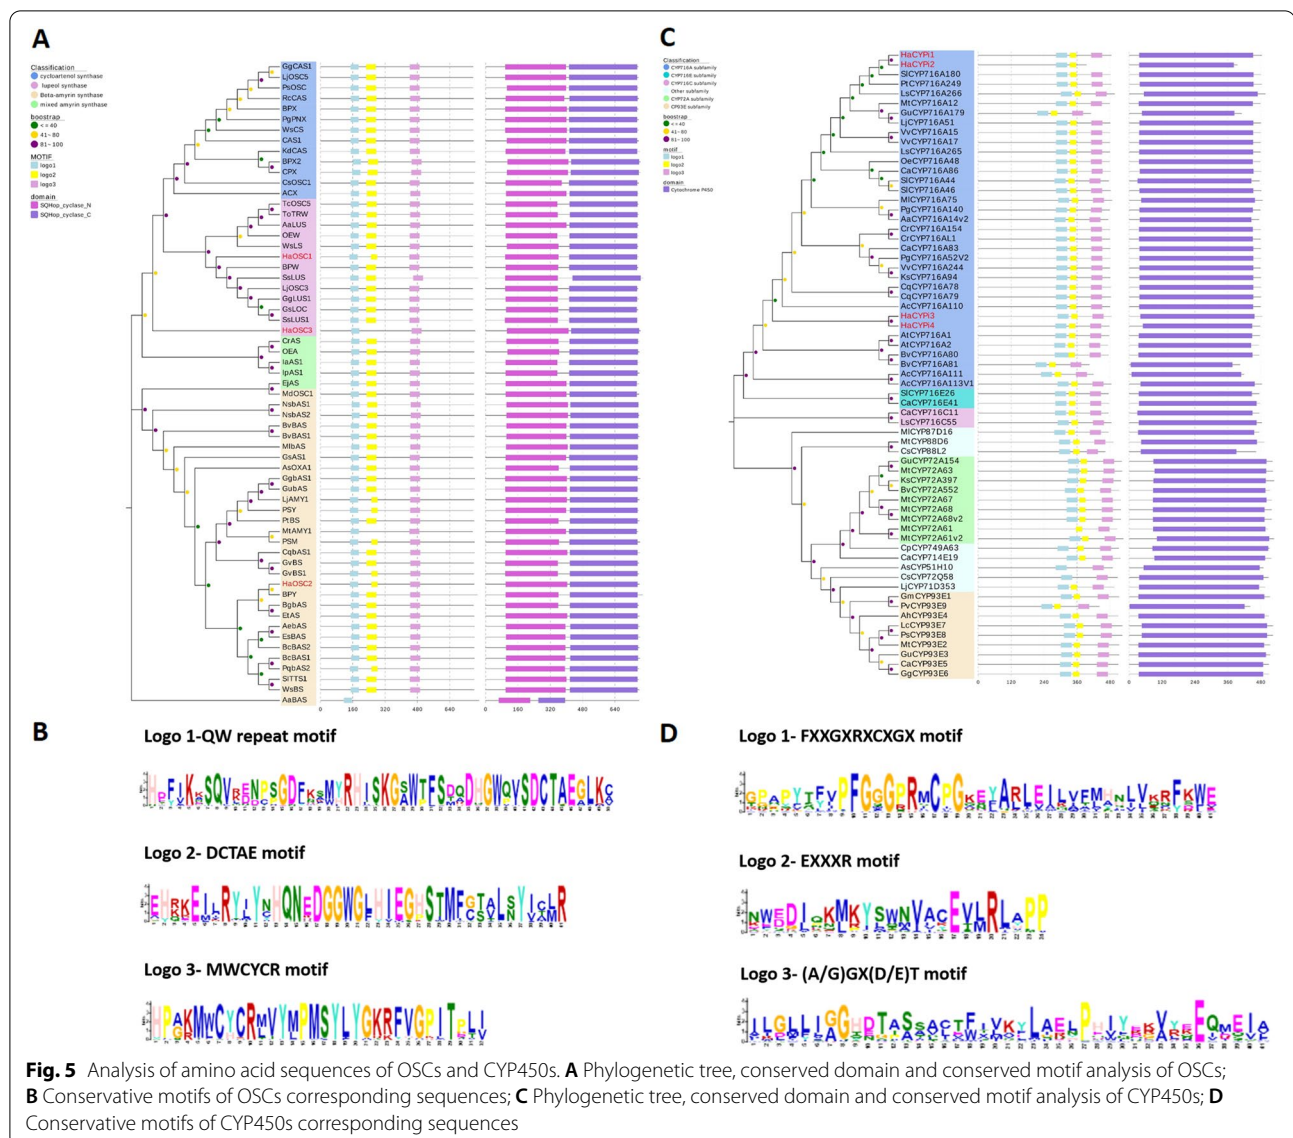 A
Classification
cycloartenol synthase
lupeol synthase
Beta-amyrin synthase
mixed amyrin synthase
boostrap
<=40
41-80
81-100
MOTIF
logo1
logo2
logo3
domain
SQHop_cyclase_N
SQHop_cyclase_C
GgCAS1
LjOSC5
PsOSC
RcCAS
BPX
PgPNX
WsCS
CAS1
KdCAS
BPX2
CPX
CsOSC1
ACX
TcOSC5
ToTRW
AaLUS
OEW
WsLS
HaOSC1
BPW
SsLUS
LjOSC3
GgLUS1
GsLOC
SsLUS1
HaOSC3
CrAS
OEA
IaAS1
IpAS1
EjAS
MdOSC1
NsbAS1
NsbAS2
BvBAS
BvBAS1
MlbAS
GsAS1
AsOXA1
GgbAS1
GubAS
LjAMY1
PSY
PtBS
MtAMY1
PSM
CqbAS1
GvBS
GvBS1
HaOSC2
BPY
BgbAS
EtAS
AebAS
EsBAS
BcBAS2
BcBAS1
PqbAS2
SlTTS1
WsBS
AaBAS
0 160 320 480 640 0 160 320 480 640
C
Classification
CYP716A subfamily
CYP716E subfamily
CYP716C subfamily
Other subfamily
CYP72A subfamily
CP93E subfamily
boostrap
<=40
41-80
81-100
motif
logo1
logo2
logo3
domain
Cytochrome P450
HaCYPi1
HaCYPi2
SlCYP716A180
PtCYP716A249
LsCYP716A266
MtCYP716A12
GuCYP716A179
LjCYP716A51
VvCYP716A15
VvCYP716A17
LsCYP716A265
OeCYP716A48
CaCYP716A86
SlCYP716A44
SlCYP716A46
MlCYP716A75
PgCYP716A140
AaCYP716A14v2
CrCYP716A154
CrCYP716AL1
CaCYP716A83
PgCYP716A52V2
VvCYP716A244
KsCYP716A94
CqCYP716A78
CqCYP716A79
AcCYP716A110
HaCYPi3
HaCYPi4
AtCYP716A1
AtCYP716A2
BvCYP716A80
BvCYP716A81
AcCYP716A111
AcCYP716A113V1
SlCYP716E26
CaCYP716E41
CaCYP716C11
LsCYP716C55
MlCYP87D16
MtCYP88D6
CsCYP88L2
GuCYP72A154
MtCYP72A63
KsCYP72A397
BvCYP72A552
MtCYP72A67
MtCYP72A68
MtCYP72A68v2
MtCYP72A61
MtCYP72A61v2
CpCYP749A63
CaCYP714E19
AsCYP51H10
CsCYP72Q58
LjCYP71D353
GmCYP93E1
PvCYP93E9
AhCYP93E4
LcCYP93E7
PsCYP93E8
MtCYP93E2
GuCYP93E3
CaCYP93E5
GgCYP93E6
0 120 240 360 480 0 120 240 360 480
B
Logo 1-QW repeat motif
Logo 2- DCTAE motif
Logo 3- MWCYCR motif
D
Logo 1- FXXGXRXCXGX motif
Logo 2- EXXXR motif
Logo 3- (A/G)GX(D/E)T motif
Fig. 5 Analysis of amino acid sequences of OSCs and CYP450s. A Phylogenetic tree, conserved domain and conserved motif analysis of OSCs;
B Conservative motifs of OSCs corresponding sequences; C Phylogenetic tree, conserved domain and conserved motif analysis of CYP450s; D
Conservative motifs of CYP450s corresponding sequences